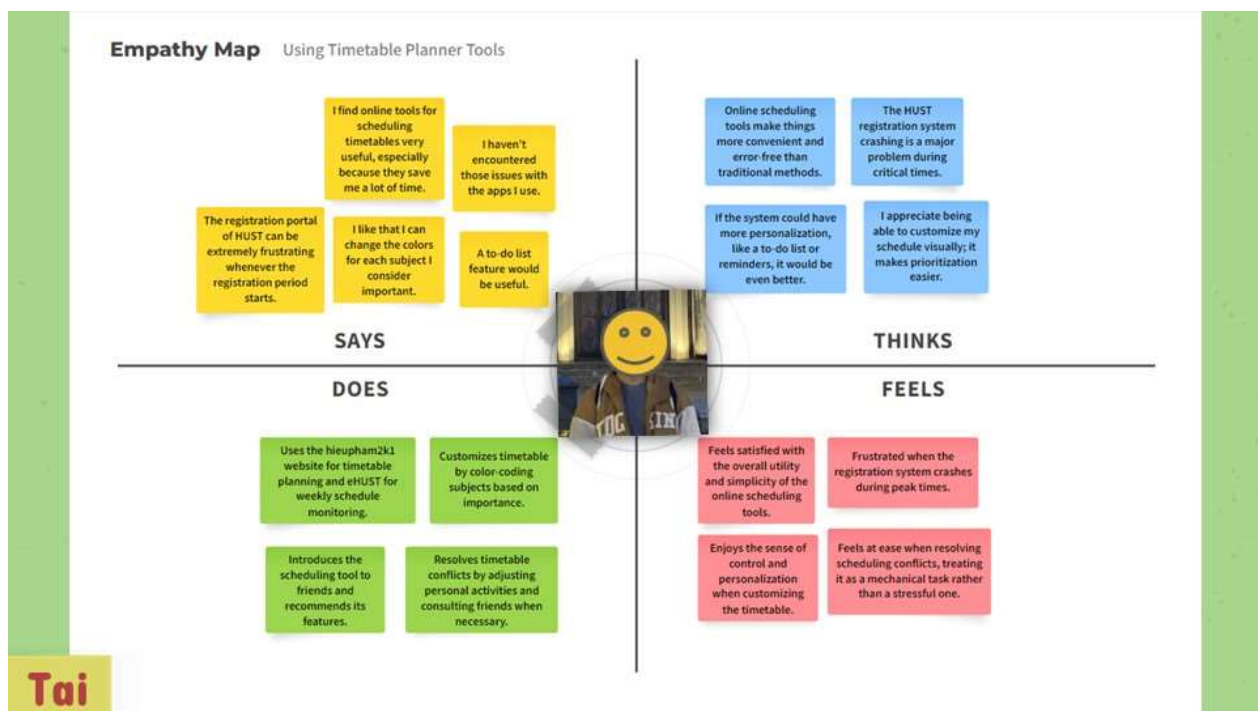 Empathy Map Using Timetable Planner Tools
I find online tools for
scheduling
timetables very
useful, especially
because they save
me a lot of time.
I haven't
encountered
those issues with
the apps I use.
The registration portal
of HUST can be
extremely frustrating
whenever the
registration period
starts.
I like that I can
change the colors
for each subject I
consider
important.
A to-do list
feature would
be useful.
SAYS
Online scheduling
tools make things
more convenient and
error-free than
traditional methods.
The HUST
registration system
crashing is a major
problem during
critical times.
If the system could have
more personalization,
like a to-do list or
reminders, it would be
even better.
I appreciate being
able to customize my
schedule visually; it
makes prioritization
easier.
THINKS
DOES
Uses the hieupham2k1
website for timetable
planning and eHUST for
weekly schedule
monitoring.
Customizes timetable
by color-coding
subjects based on
importance.
Introduces the
scheduling tool to
friends and
recommends its
features.
Resolves timetable
conflicts by adjusting
personal activities and
consulting friends when
necessary.
FEELS
Feels satisfied with
the overall utility
and simplicity of the
online scheduling
tools.
Frustrated when the
registration system crashes
during peak times.
Enjoys the sense of
control and
personalization
when customizing
the timetable.
Feels at ease when resolving
scheduling conflicts, treating
it as a mechanical task rather
than a stressful one.
Tai